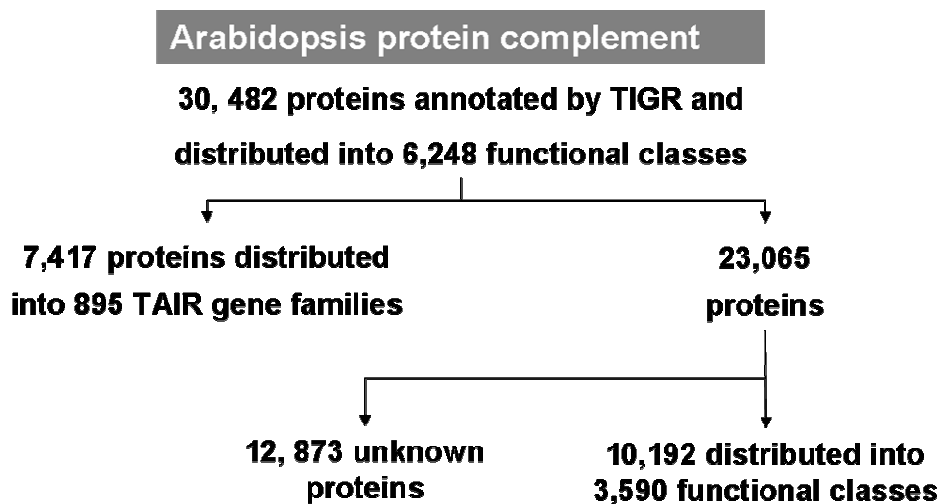 Arabidopsis protein complement
30, 482 proteins annotated by TIGR and
distributed into 6,248 functional classes
7,417 proteins distributed
into 895 TAIR gene families
23,065
proteins
12, 873 unknown
proteins
10,192 distributed into
3,590 functional classes